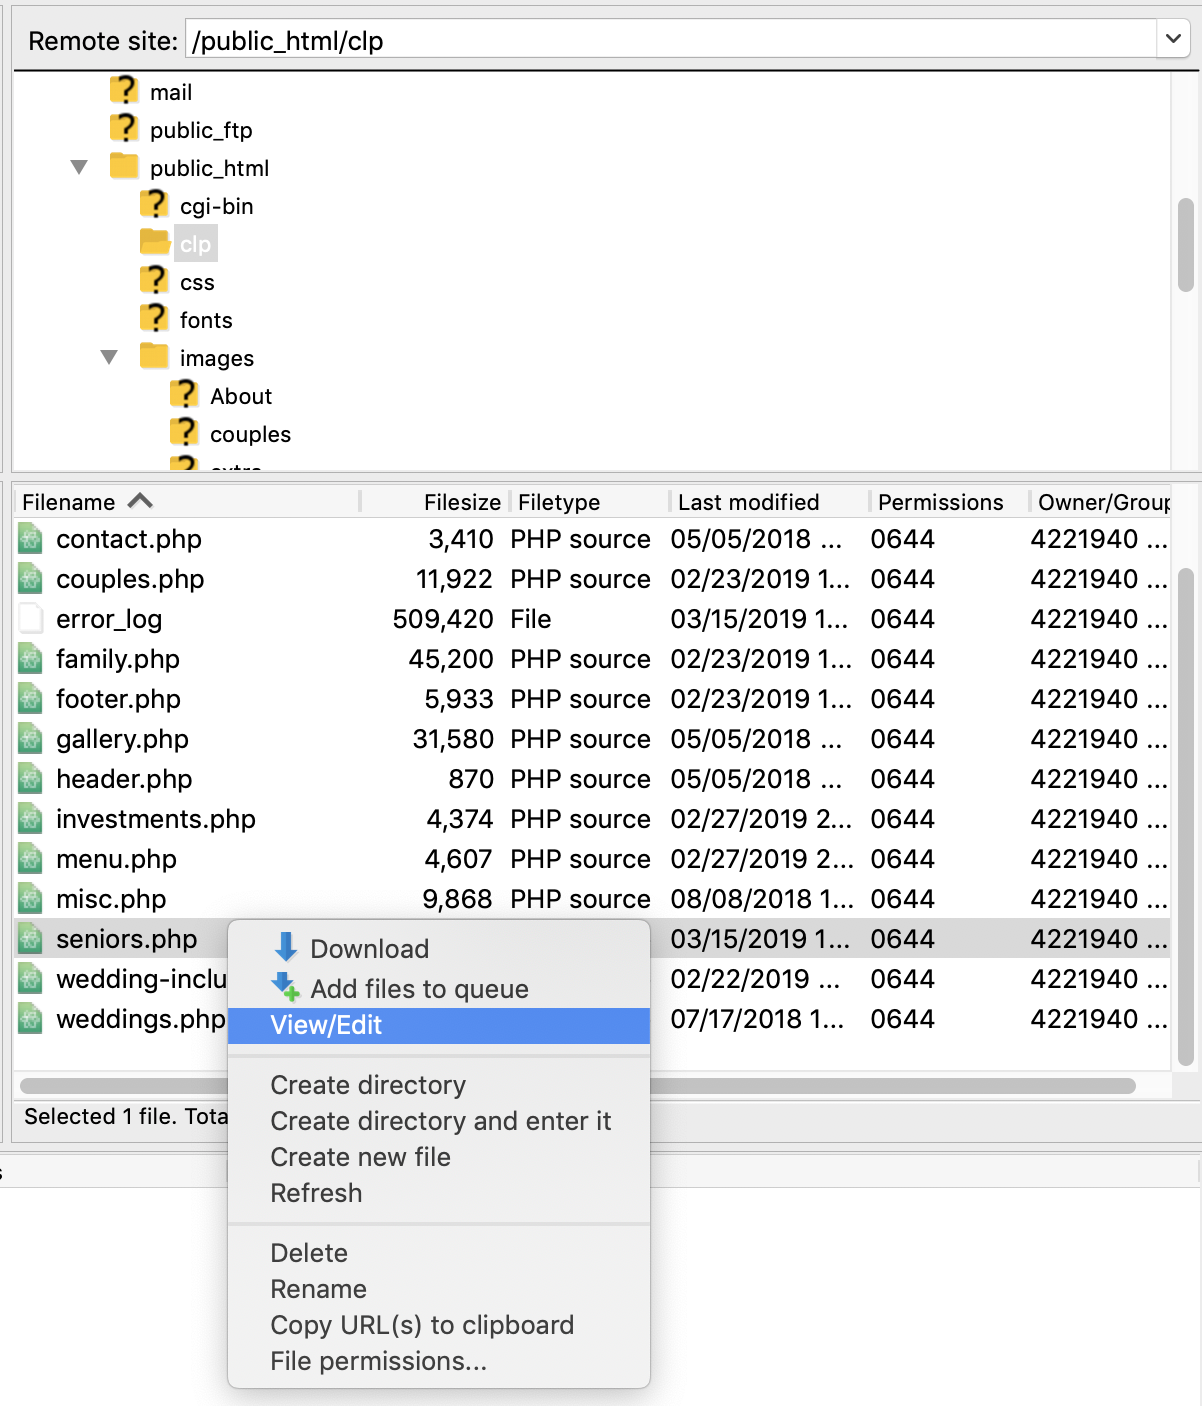 Remote site: /public_html/clp
mail
public_ftp
public_html
cgi-bin
clp
css
fonts
images
About
couples
Filename Filesize Filetype Last modified Permissions Owner/Group
contact.php 3,410 PHP source 05/05/2018 ... 0644 4221940 ...
couples.php 11,922 PHP source 02/23/2019 1... 0644 4221940 ...
error_log 509,420 File 03/15/2019 1... 0644 4221940 ...
family.php 45,200 PHP source 02/23/2019 1... 0644 4221940 ...
footer.php 5,933 PHP source 02/23/2019 1... 0644 4221940 ...
gallery.php 31,580 PHP source 05/05/2018 ... 0644 4221940 ...
header.php 870 PHP source 05/05/2018 ... 0644 4221940 ...
investments.php 4,374 PHP source 02/27/2019 2... 0644 4221940 ...
menu.php 4,607 PHP source 02/27/2019 2... 0644 4221940 ...
misc.php 9,868 PHP source 08/08/2018 1... 0644 4221940 ...
seniors.php 03/15/2019 1... 0644 4221940 ...
wedding-inclu 02/22/2019 ... 0644 4221940 ...
weddings.php 07/17/2018 1... 0644 4221940 ...
Selected 1 file. Tota
Download
Add files to queue
View/Edit
Create directory
Create directory and enter it
Create new file
Refresh
Delete
Rename
Copy URL(s) to clipboard
File permissions...